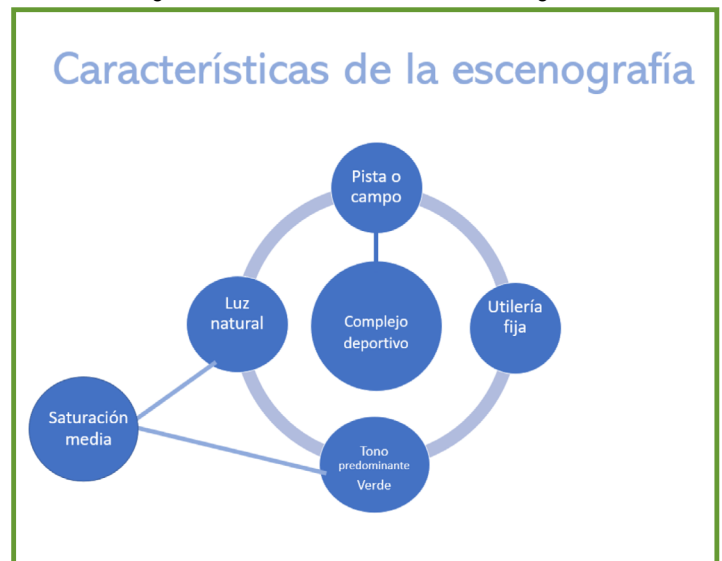 Características de la escenografía
Pista o
campo
Luz
natural
Complejo
deportivo
Utilería
fija
Saturación
media
Tono
predominante
Verde